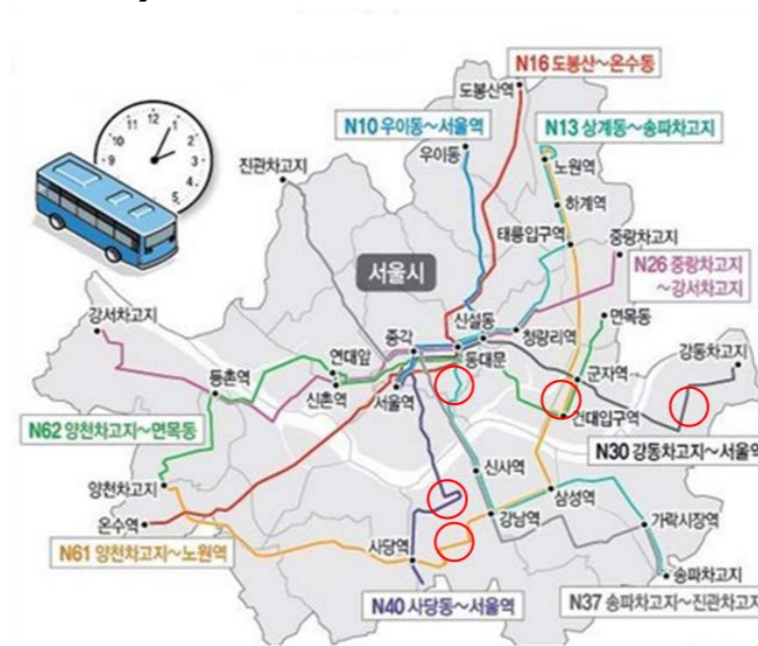 N16 도봉산~온수동
도봉산역
N10 우이동~서울역
N13 상계동~송파차고지
우이동
노원역
진관차고지
하계역
태릉입구역
중랑차고지
N26 중랑차고지
~강서차고지
서울시
강서차고지
신설동
면목동
종각
청량리역
연대앞
동대문
강동차고지
등촌역
군자역
신촌역
서울역
건대입구역
N62 양천차고지~면목동
N30 강동차고지~서울역
신사역
양천차고지
삼성역
온수역
강남역
가락시장역
N61 양천차고지~노원역
사당역
송파차고지
N40 사당동~서울역
N37 송파차고지~진관차고지
12
1
11
2
10
3
9
4
5